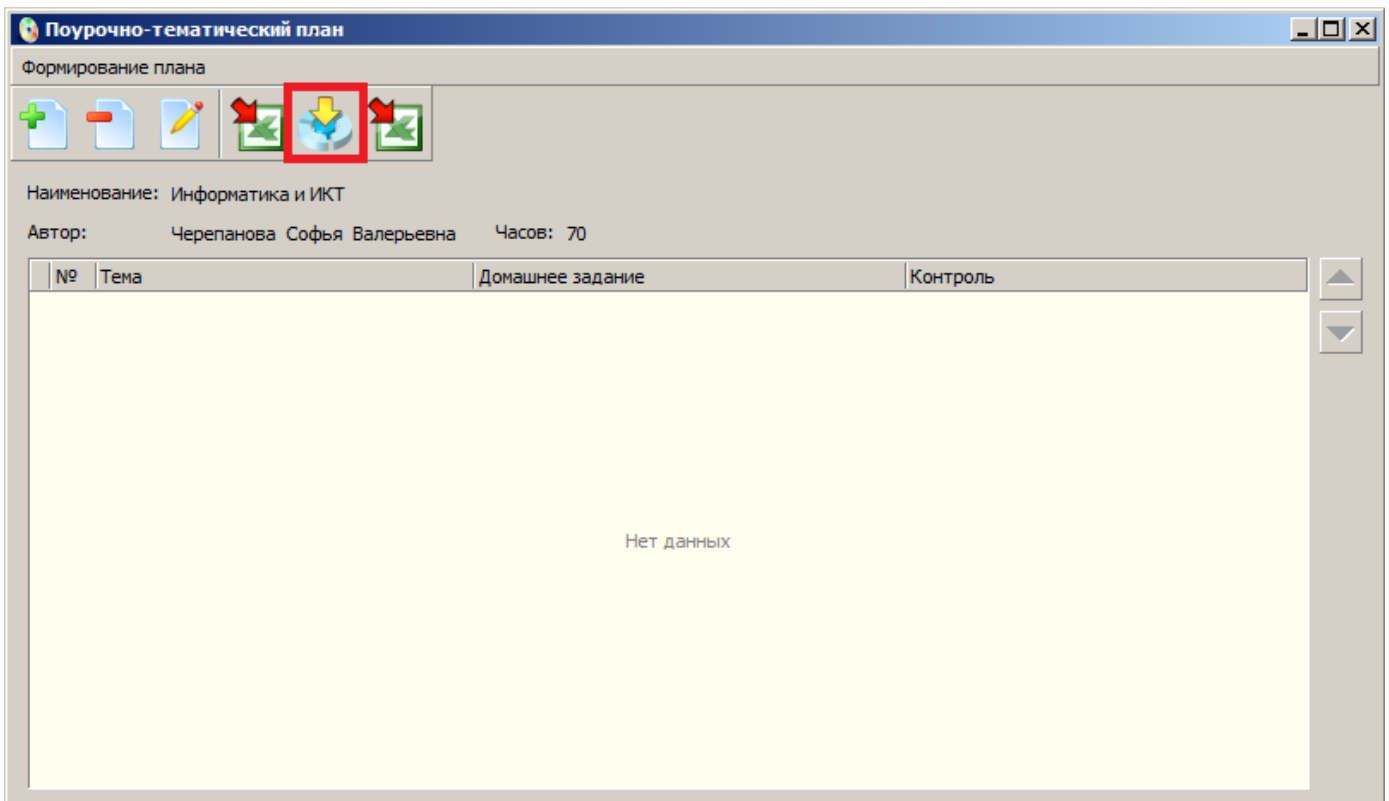 Поурочно-тематический план
Формирование плана
Наименование: Информатика и ИКТ
Автор: Черепанова Софья Валерьевна Часов: 70
№ Тема Домашнее задание Контроль
Нет данных